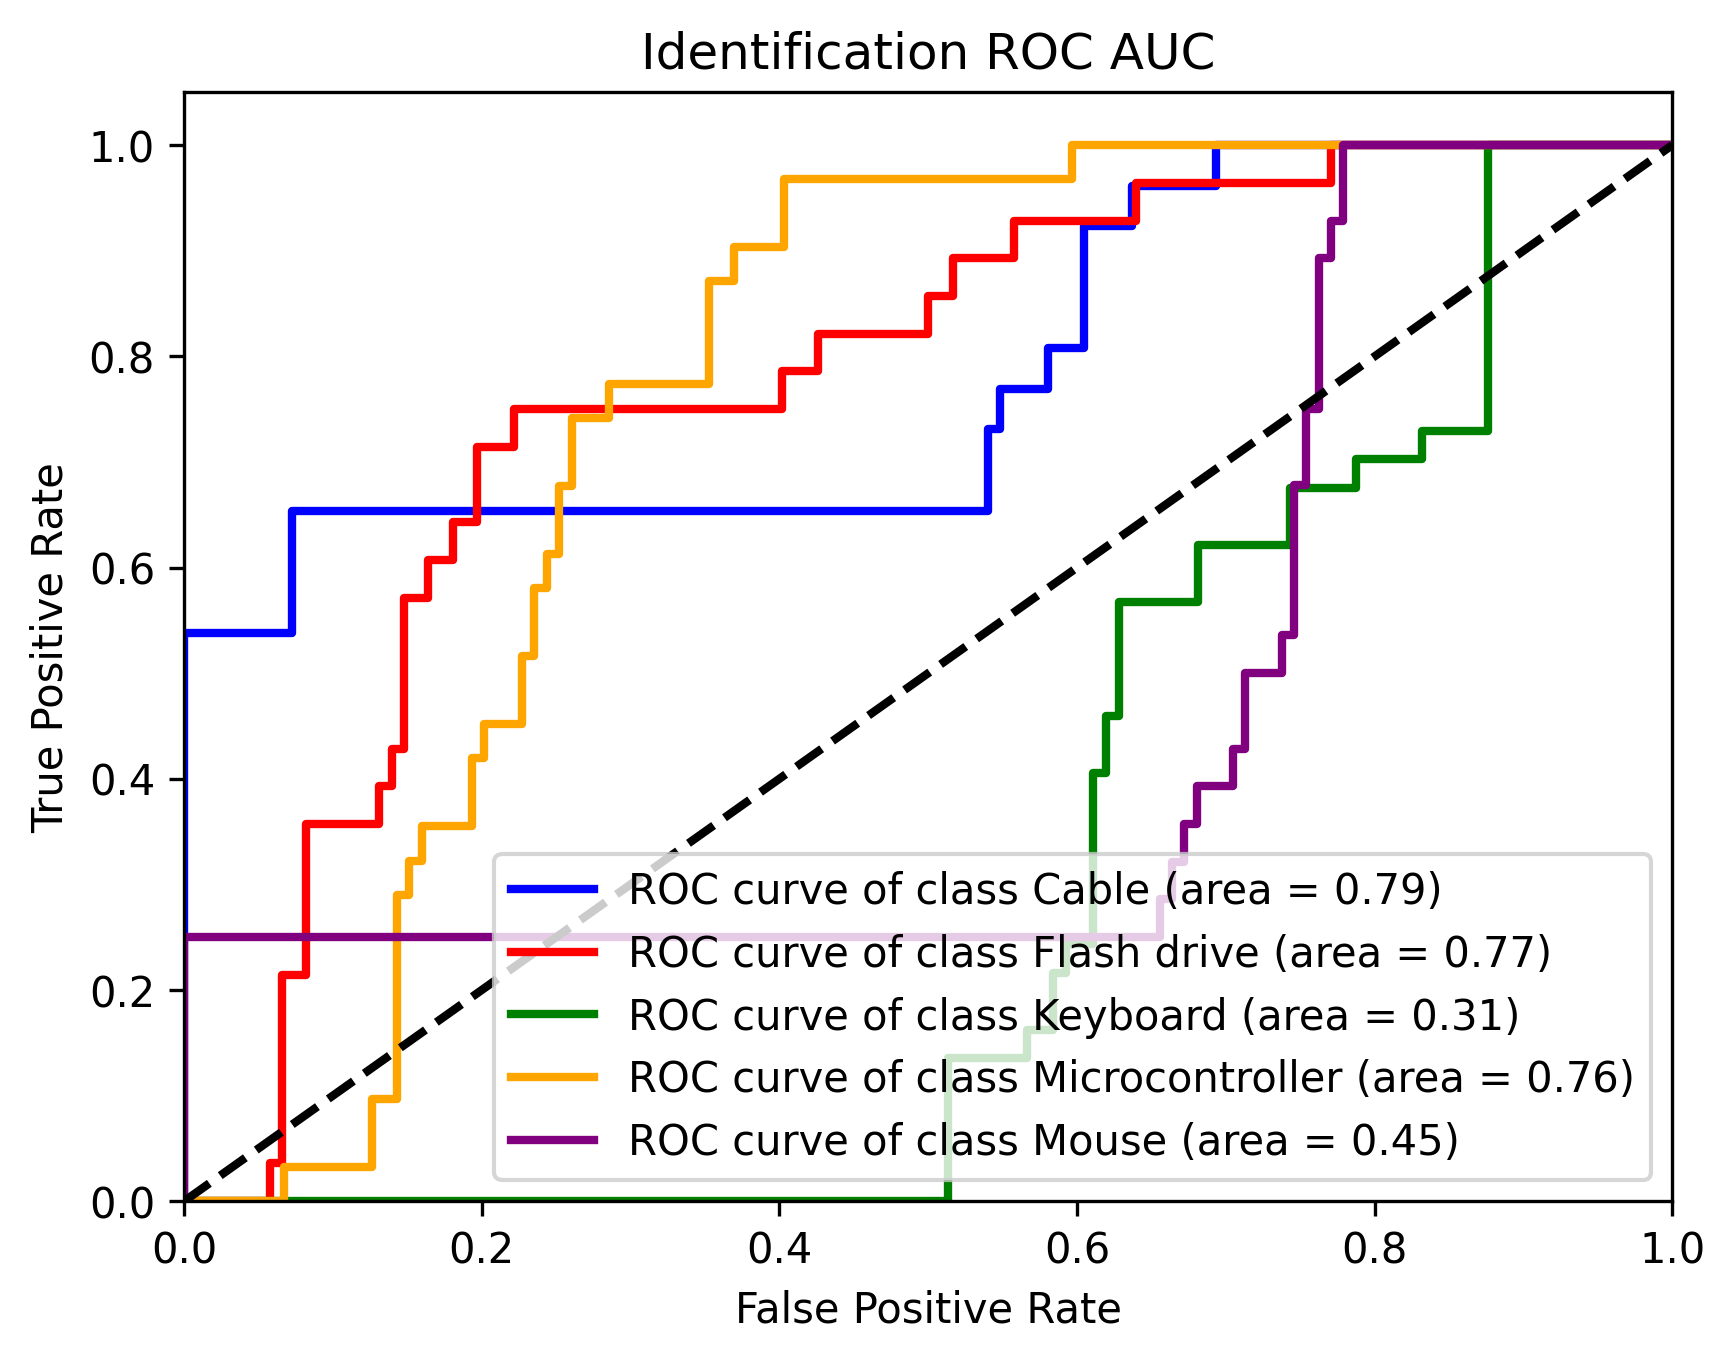 Identification ROC AUC
1.0
0.8
0.6
0.4
0.2
0.0
True Positive Rate
ROC curve of class Cable (area = 0.79)
ROC curve of class Flash drive (area = 0.77)
ROC curve of class Keyboard (area = 0.31)
ROC curve of class Microcontroller (area = 0.76)
ROC curve of class Mouse (area = 0.45)
0.0 0.2 0.4 0.6 0.8 1.0
False Positive Rate